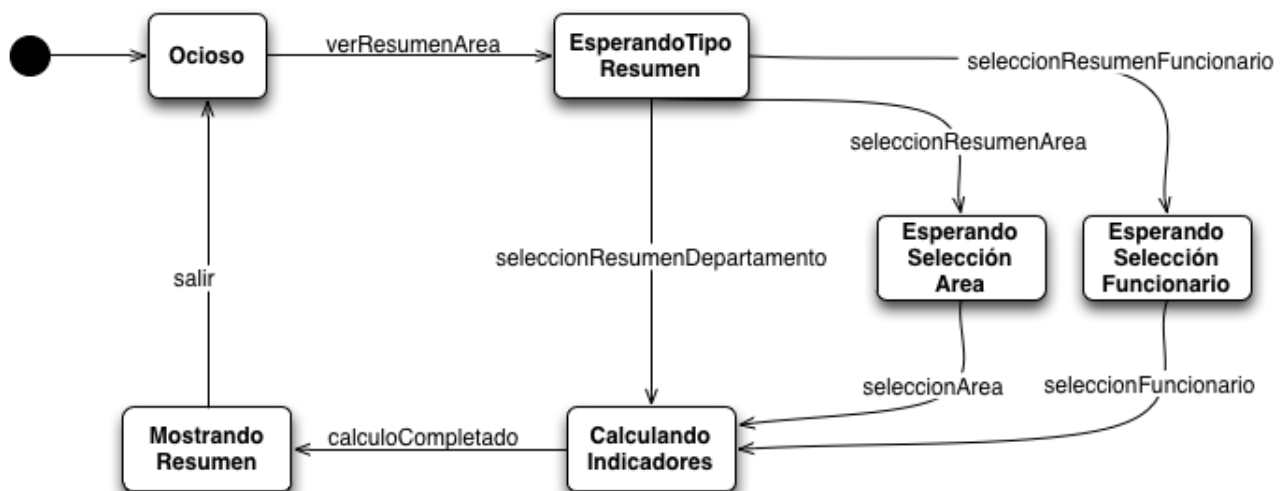 Ocioso
verResumenArea
EsperandoTipo
Resumen
seleccionResumenFuncionario
seleccionResumenArea
Esperando
Selección
Area
Esperando
Selección
Funcionario
seleccionResumenDepartamento
salir
seleccionArea
seleccionFuncionario
Mostrando
Resumen
calculoCompletado
Calculando
Indicadores